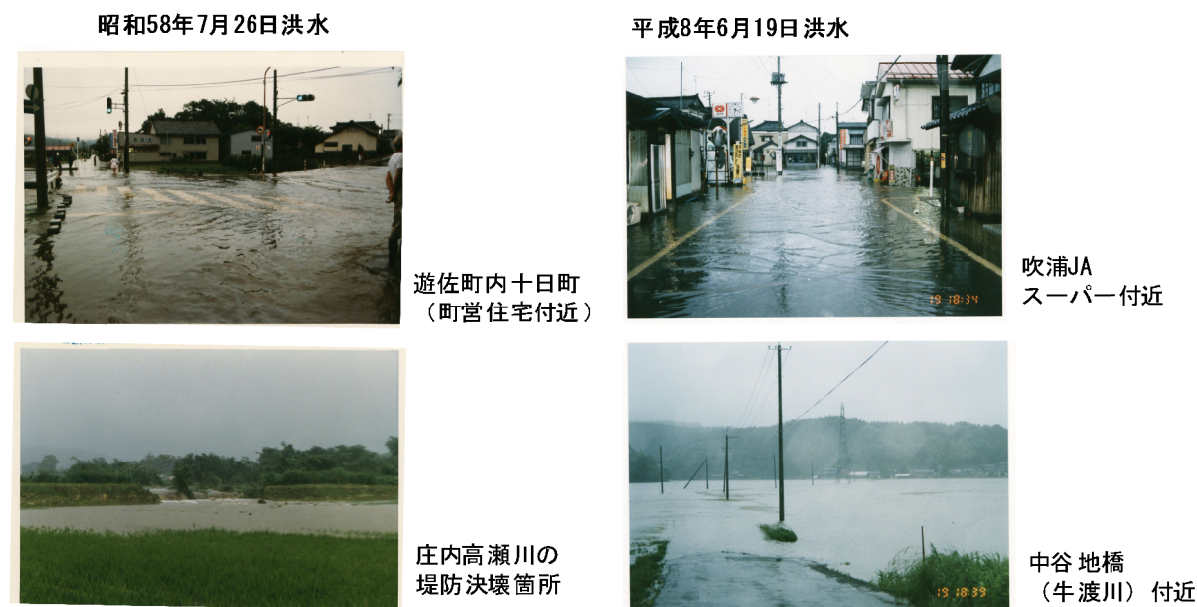 昭和58年7月26日洪水
遊佐町内十日町
（町営住宅付近）
庄内高瀬川の
堤防決壊箇所
平成8年6月19日洪水
19 18:34
吹浦JA
スーパー付近
19 18:39
中谷地橋
（牛渡川）付近